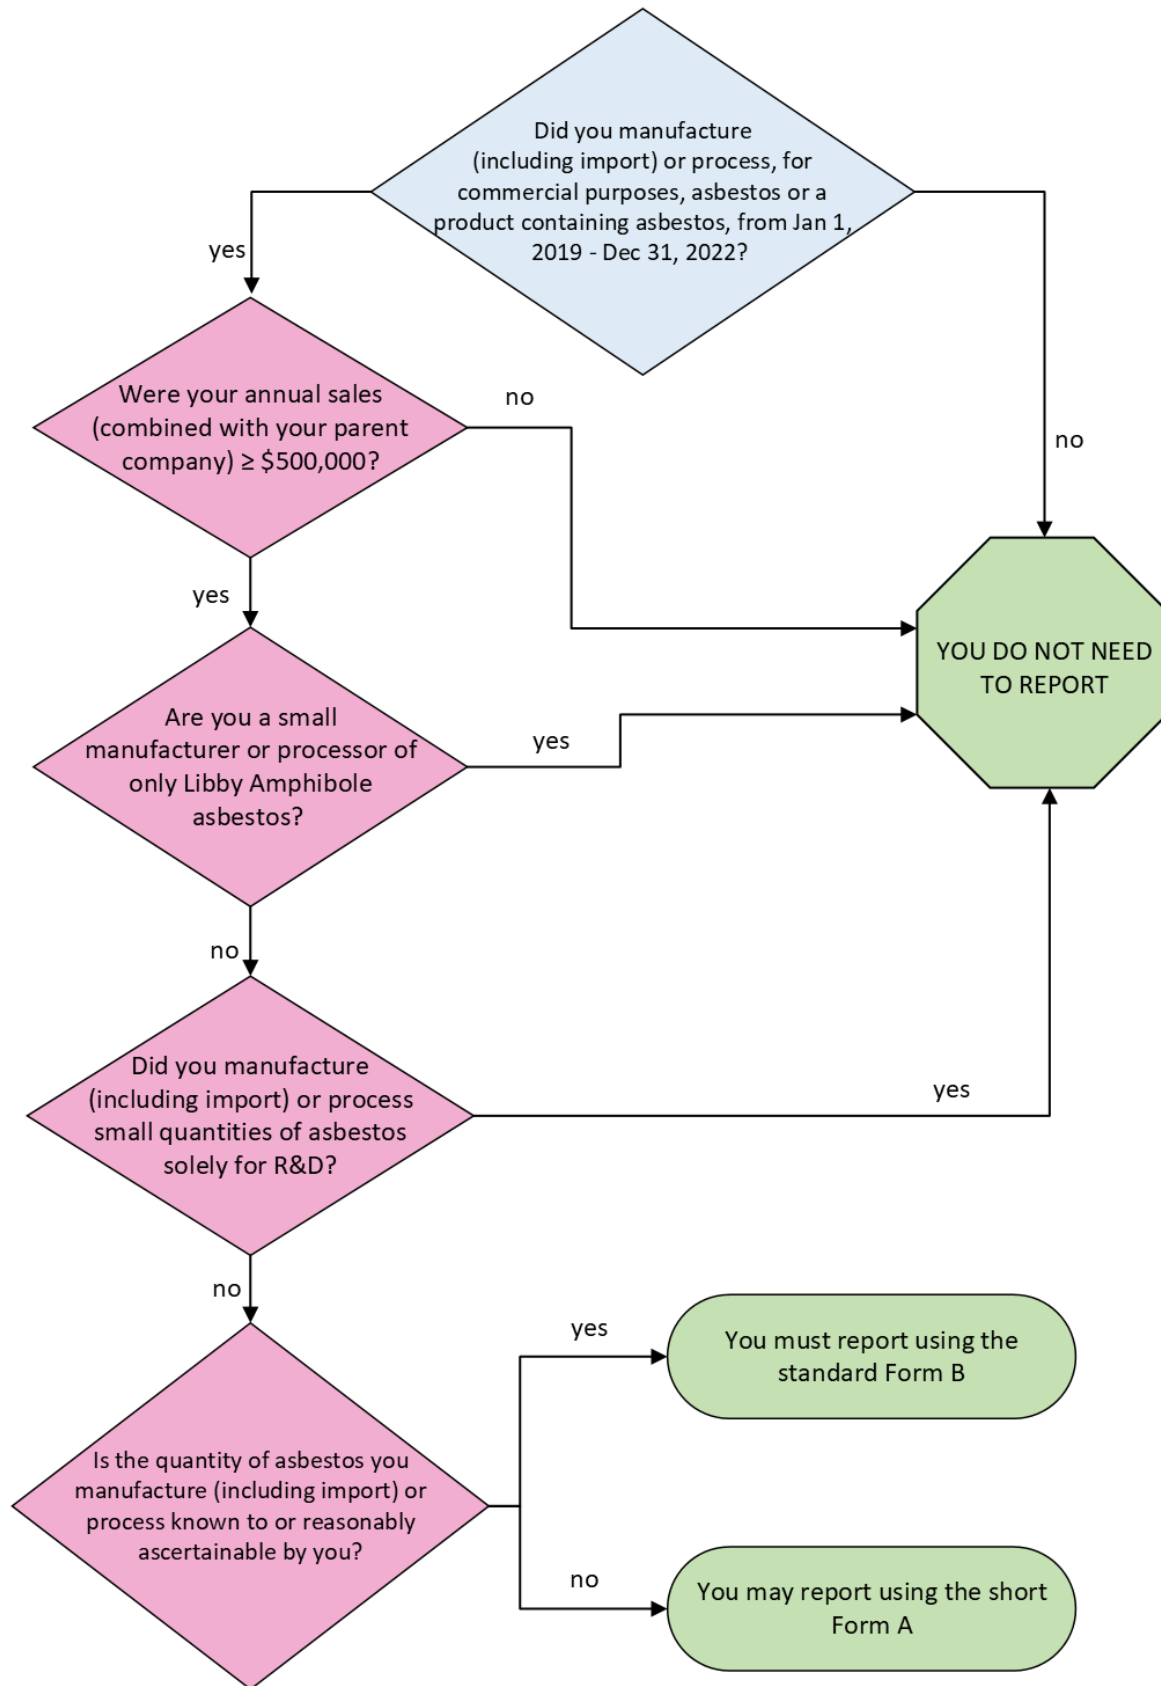 Did you manufacture
(including import) or process, for
commercial purposes, asbestos or a
product containing asbestos, from Jan 1,
2019 - Dec 31, 2022?
yes
no
Were your annual sales
(combined with your parent
company) ≥ $500,000?
no
yes
YOU DO NOT NEED
TO REPORT
Are you a small
manufacturer or processor of
only Libby Amphibole
asbestos?
yes
no
Did you manufacture
(including import) or process
small quantities of asbestos
solely for R&D?
yes
no
Is the quantity of asbestos you
manufacture (including import) or
process known to or reasonably
ascertainable by you?
yes
You must report using the
standard Form B
no
You may report using the short
Form A